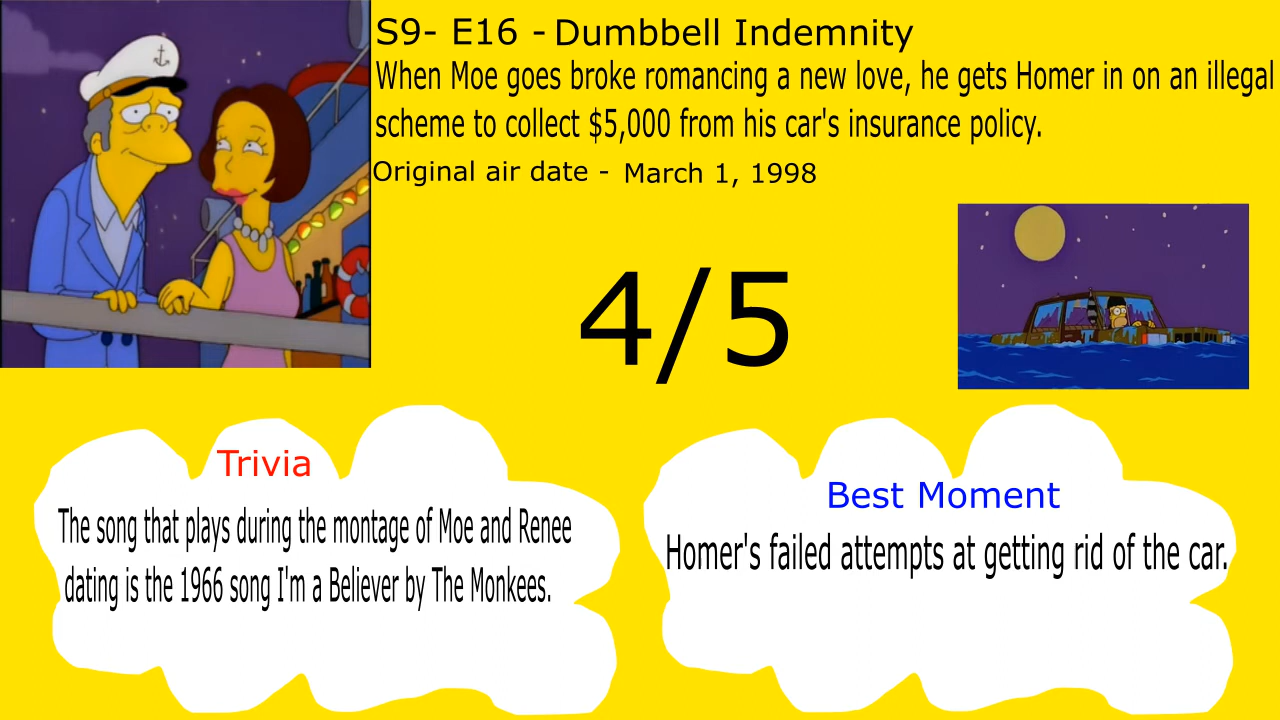 S9- E16 - Dumbbell Indemnity
When Moe goes broke romancing a new love, he gets Homer in on an illegal
scheme to collect $5,000 from his car's insurance policy.
Original air date - March 1, 1998
4/5
Trivia
The song that plays during the montage of Moe and Renee
dating is the 1966 song I'm a Believer by The Monkees.
Best Moment
Homer's failed attempts at getting rid of the car.